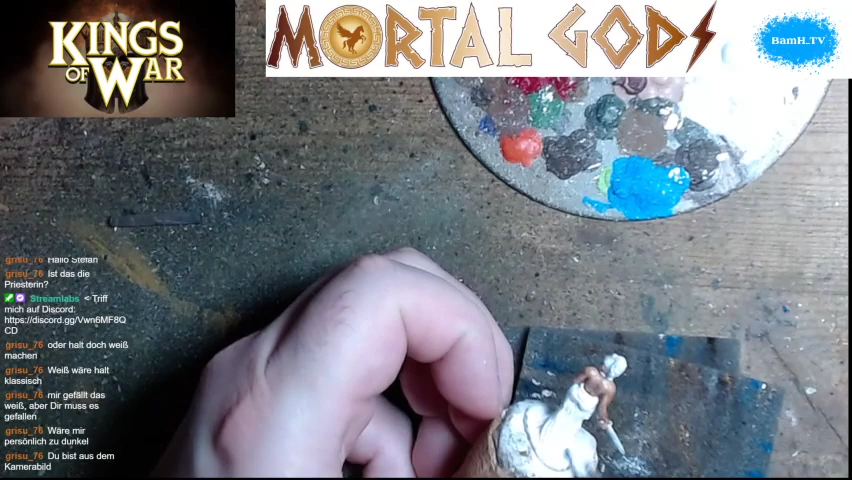 KINGS
OF WAR
MORTAL GODS
BamH_TV
grisu_76 Hallo Stefan
grisu_76 Ist das die
Priesterin?
Streamlabs < Triff
mich auf Discord:
https://discord.gg/Vwn6MF8Q
CD
grisu_76 oder halt doch weiß
machen
grisu_76 Weiß wäre halt
klassisch
grisu_76 mir gefällt das
weiß, aber Dir muss es
gefallen
grisu_76 Wäre mir
persönlich zu dunkel
grisu_76 Du bist aus dem
Kamerabild